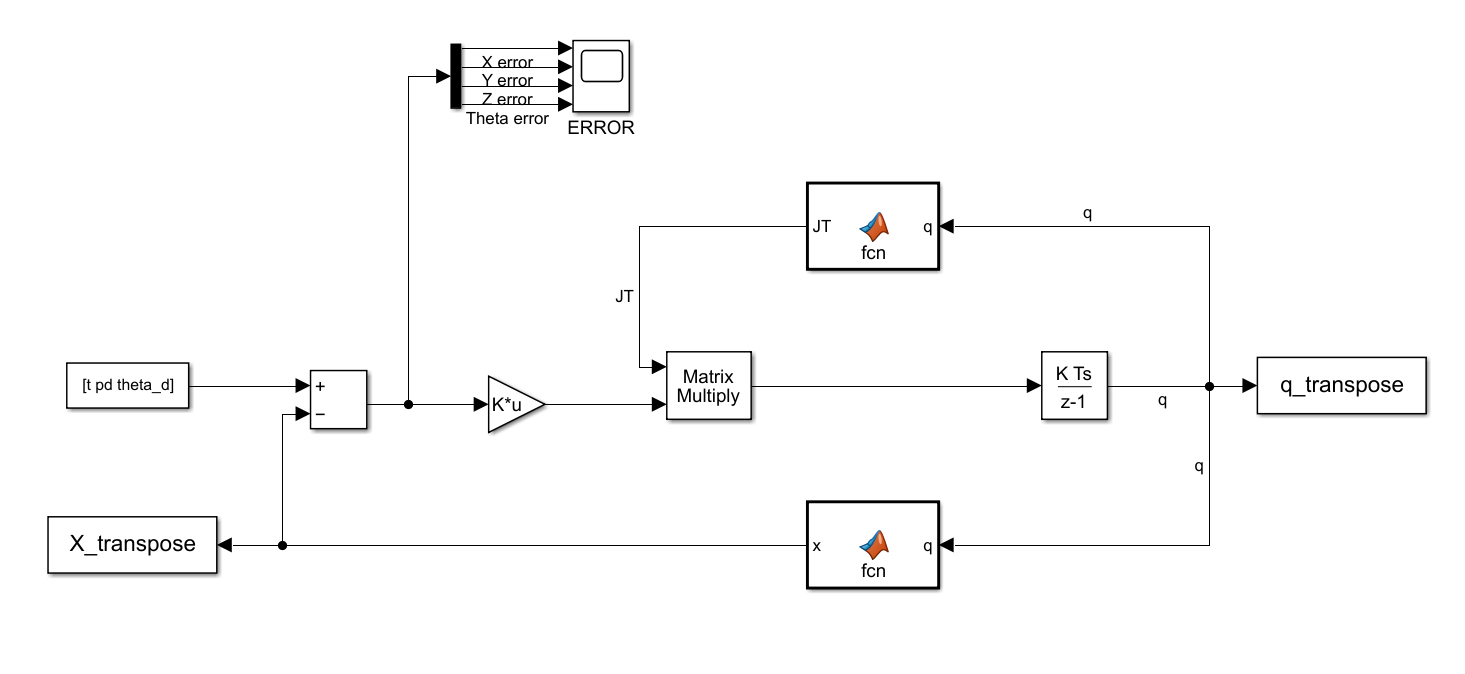 X error
Y error
Z error
Theta error
ERROR
q
JT
q
fcn
JT
[t pd theta_d]
+
−
K*u
Matrix
Multiply
K Ts
z-1
q
q_transpose
q
X_transpose
x
q
fcn